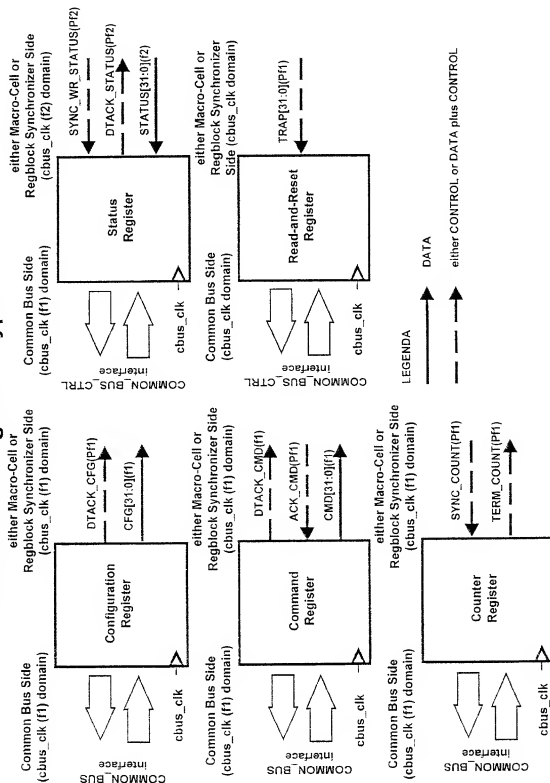 Common Bus Side
(cbus_clk (f1) domain)
either Macro-Cell or
Regblock Synchronizer Side
(cbus_clk (f1) domain)
COMMON_BUS
interface
Configuration
Register
DTACK_CFG(Pf1)
CFG[31:0](f1)
cbus_clk
Common Bus Side
(cbus_clk (f1) domain)
either Macro-Cell or
Regblock Synchronizer Side
(cbus_clk (f2) domain)
COMMON_BUS_CTRL
interface
Status
Register
SYNC_WR_STATUS(Pf2)
DTACK_STATUS(Pf2)
STATUS[31:0](f2)
cbus_clk
Common Bus Side
(cbus_clk (f1) domain)
either Macro-Cell or
Regblock Synchronizer Side
(cbus_clk (f1) domain)
COMMON_BUS
interface
Command
Register
DTACK_CMD(f1)
ACK_CMD(Pf1)
CMD[31:0](f1)
cbus_clk
Common Bus Side
(cbus_clk (f1) domain)
either Macro-Cell or
Regblock Synchronizer
Side (cbus_clk (f1) domain)
COMMON_BUS_CTRL
interface
Read-and-Reset
Register
TRAP[31:0](Pf1)
cbus_clk
Common Bus Side
(cbus_clk (f1) domain)
either Macro-Cell or
Regblock Synchronizer Side
(cbus_clk (f1) domain)
COMMON_BUS
interface
Counter
Register
SYNC_COUNT(Pf1)
TERM_COUNT(Pf1)
cbus_clk
LEGENDA
DATA
either CONTROL or DATA plus CONTROL